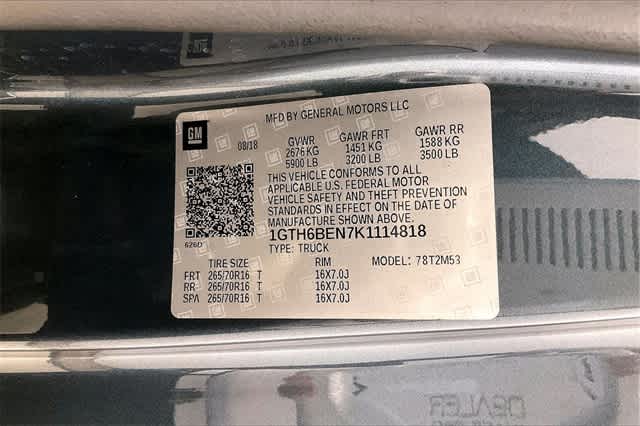 MFD BY GENERAL MOTORS LLC
GM
08/18
GVWR GAWR FRT GAWR RR
2676 KG 1451 KG 1588 KG
5900 LB 3200 LB 3500 LB
THIS VEHICLE CONFORMS TO ALL
APPLICABLE U.S. FEDERAL MOTOR
VEHICLE SAFETY AND THEFT PREVENTION
STANDARDS IN EFFECT ON THE DATE OF
MANUFACTURE SHOWN ABOVE.
1GTH6BEN7K1114818
626D
TYPE: TRUCK
TIRE SIZE RIM MODEL: 78T2M53
FRT 265/70R16 T 16X7.0J
RR 265/70R16 T 16X7.0J
SPA 265/70R16 T 16X7.0J